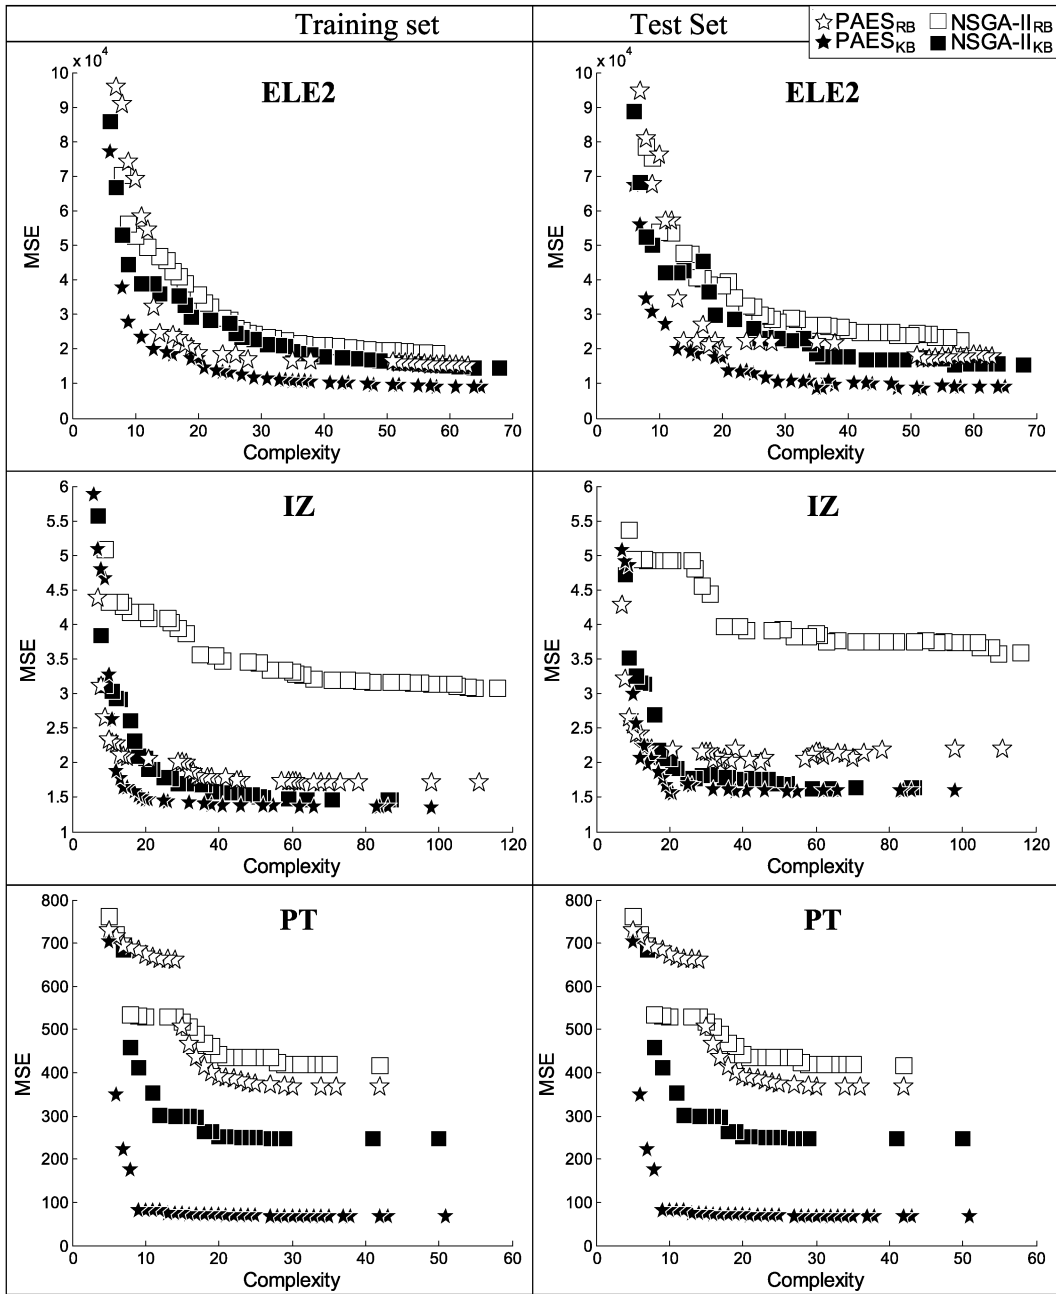 Training set
Test Set
PAES_RB NSGA-II_RB
PAES_KB NSGA-II_KB
x 10^4
ELE2
10
9
8
7
6
5
4
3
2
1
0
MSE
0 10 20 30 40 50 60 70
Complexity
x 10^4
ELE2
10
9
8
7
6
5
4
3
2
1
0
MSE
0 10 20 30 40 50 60 70
Complexity
IZ
6
5.5
5
4.5
4
3.5
3
2.5
2
1.5
1
MSE
0 20 40 60 80 100 120
Complexity
IZ
6
5.5
5
4.5
4
3.5
3
2.5
2
1.5
1
MSE
0 20 40 60 80 100 120
Complexity
PT
800
700
600
500
400
300
200
100
0
MSE
0 10 20 30 40 50 60
Complexity
PT
800
700
600
500
400
300
200
100
0
MSE
0 10 20 30 40 50 60
Complexity